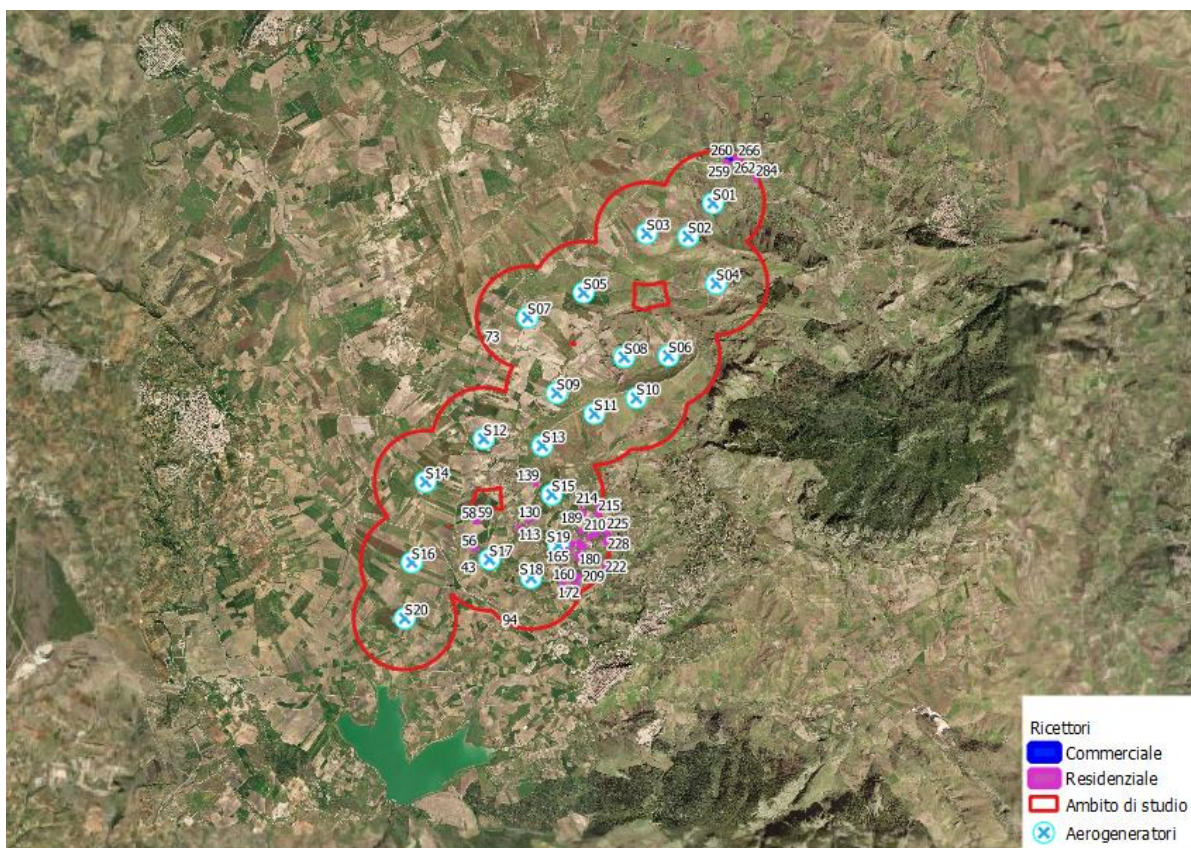 260 266
259 262 284
S01
S03 S02
S04
S05
S07
73
S08 S06
S09 S10
S11
S12 S13
S14
139
S15
214 215
58 59 130 189 210 225
113
56 S19 228
43 S17 165 180
S16
S18 160 209 222
172
S20
94
Ricettori
Commerciale
Residenziale
Ambito di studio
Aerogeneratori